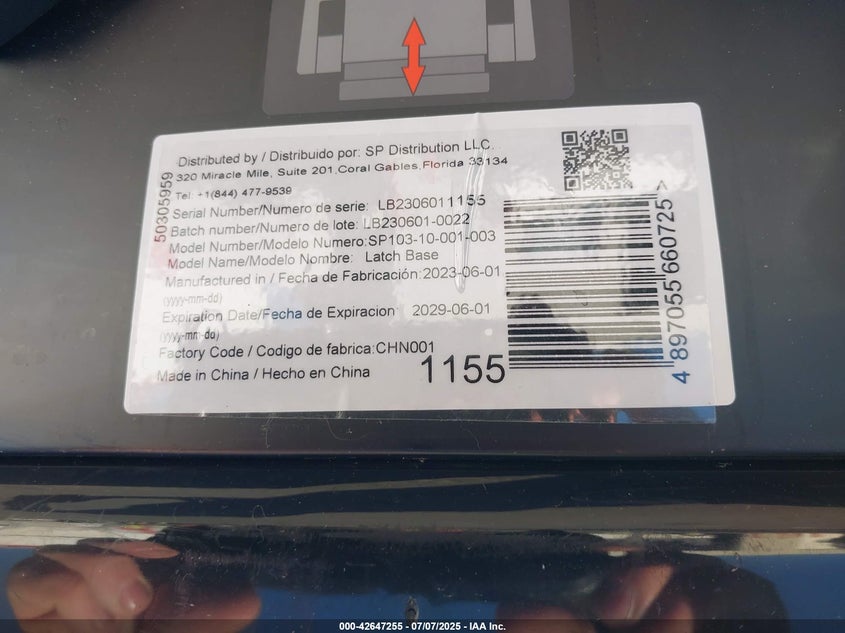 Distributed by / Distribuido por: SP Distribution LLC.
320 Miracle Mile, Suite 201,Coral Gables,Florida 33134
Tel: +1(844) 477-9539
Serial Number/Numero de serie: LB2306011155
Batch number/Numero de lote: LB230601-0022
Model Number/Modelo Numero:SP103-10-001-003
Model Name/Modelo Nombre: Latch Base
Manufactured in / Fecha de Fabricación:2023-06-01
(yyyy-mm-dd)
Expiration Date/Fecha de Expiracion 2029-06-01
(yyyy-mm-dd)
Factory Code / Codigo de fabrica:CHN001
Made in China / Hecho en China
1155
50305959
4 897055 660725 >
000-42647255 - 07/07/2025 - IAA Inc.